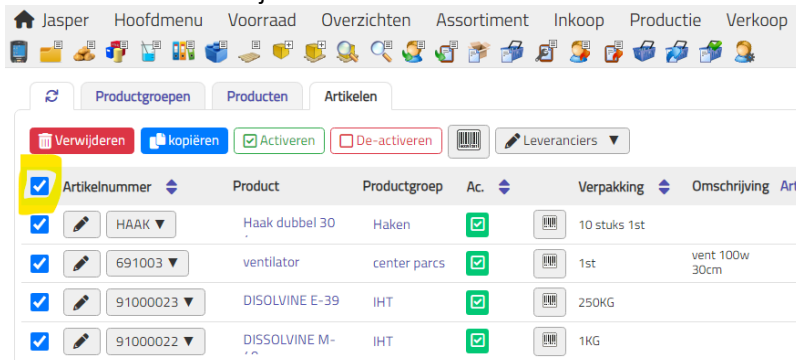 Jasper Hoofdmenu Voorraad Overzichten Assortiment Inkoop Productie Verkoop
Productgroepen Producten Artikelen
Verwijderen kopiëren Activeren De-activeren Leveranciers ▼
Artikelnummer Product Productgroep Ac. Verpakking Omschrijving Art
HAAK ▼ Haak dubbel 30 Haken 10 stuks 1st
691003 ▼ ventilator center parcs 1st vent 100w
30cm
91000023 ▼ DISOLVINE E-39 IHT 250KG
91000022 ▼ DISSOLVINE M- IHT 1KG